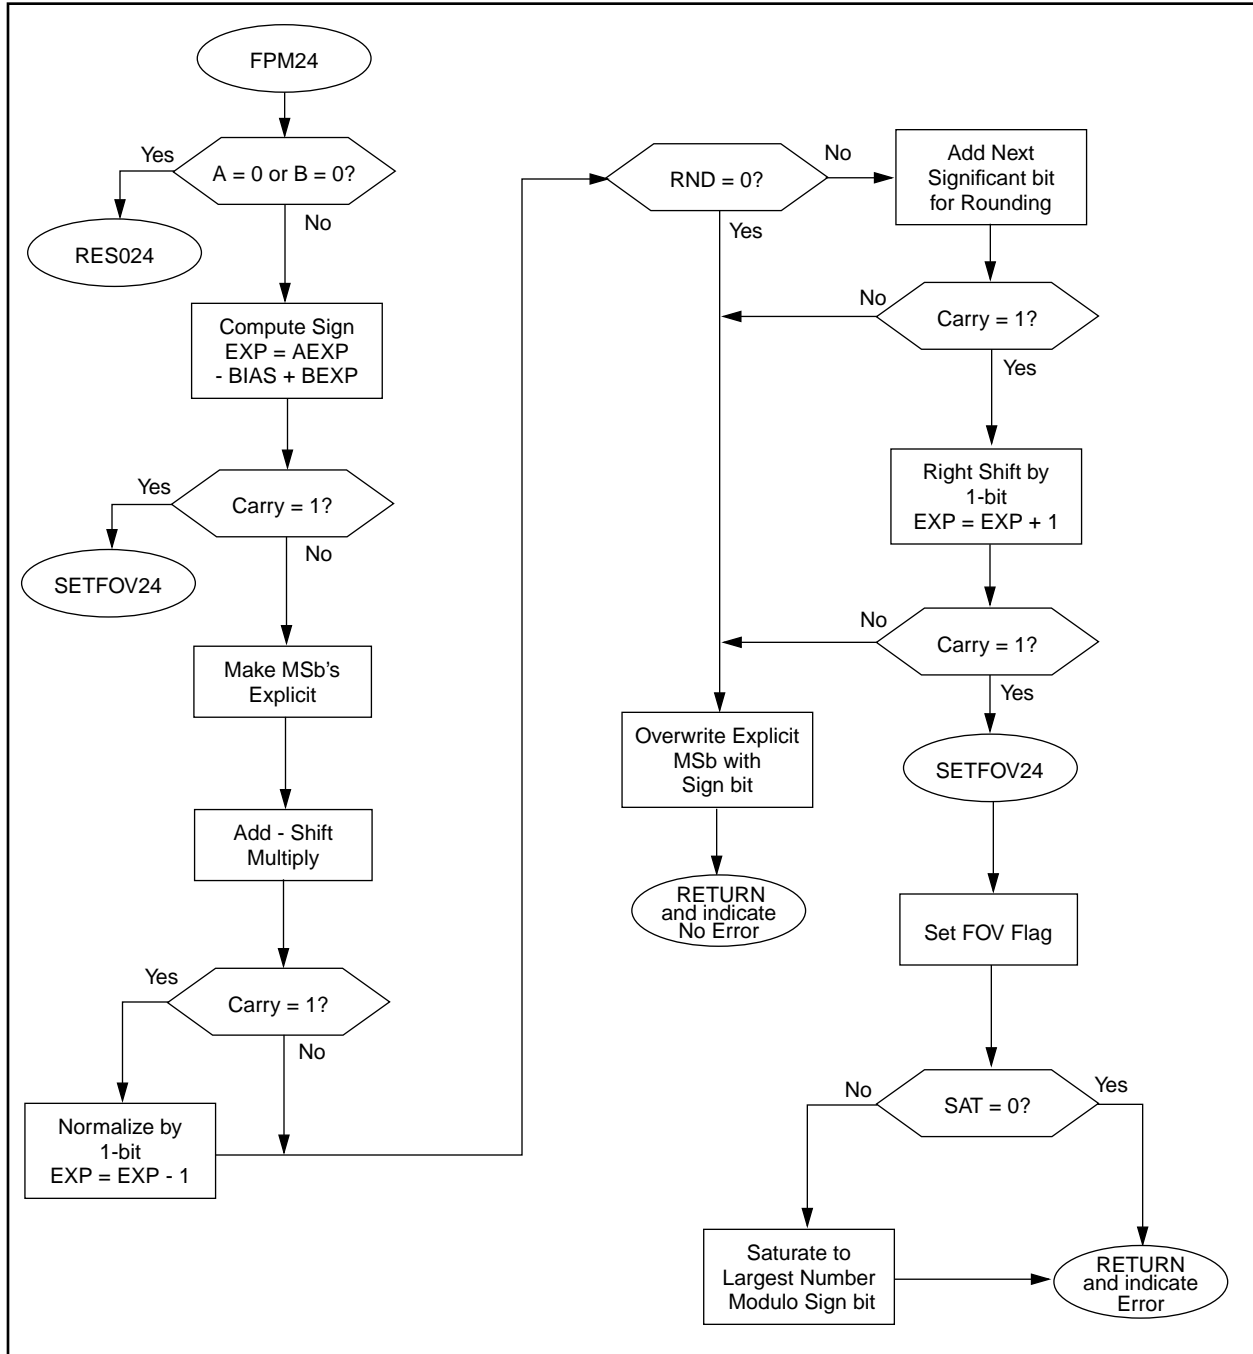 FPM24
Yes
A = 0 or B = 0?
No
RES024
Compute Sign
EXP = AEXP
- BIAS + BEXP
Yes
Carry = 1?
No
SETFOV24
Make MSb's
Explicit
Add - Shift
Multiply
Yes
Carry = 1?
No
Normalize by
1-bit
EXP = EXP - 1
RND = 0?
No
Yes
Add Next
Significant bit
for Rounding
No
Carry = 1?
Yes
Right Shift by
1-bit
EXP = EXP + 1
No
Carry = 1?
Yes
Overwrite Explicit
MSb with
Sign bit
RETURN
and indicate
No Error
SETFOV24
Set FOV Flag
No
SAT = 0?
Yes
Saturate to
Largest Number
Modulo Sign bit
RETURN
and indicate
Error